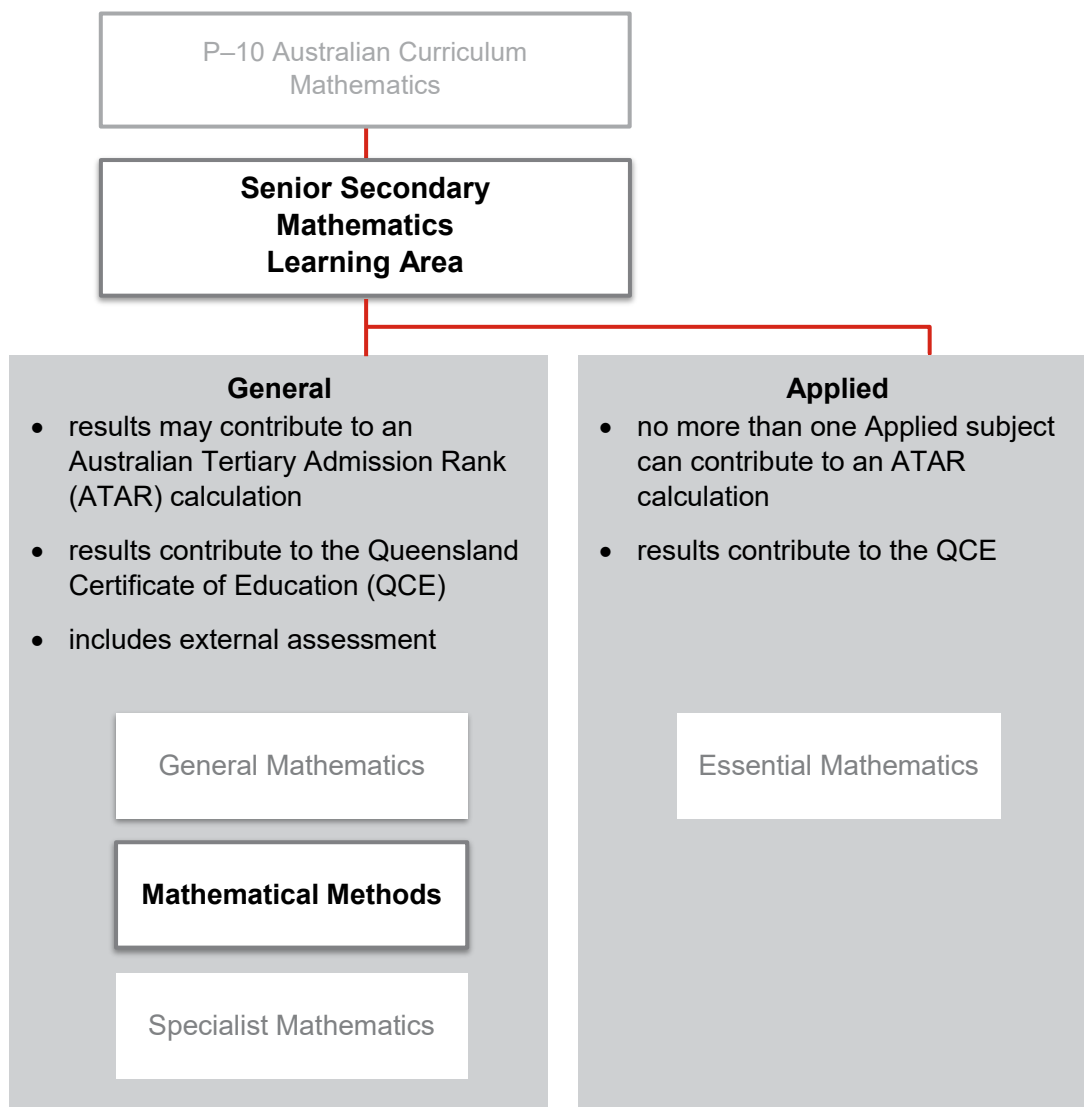 P–10 Australian Curriculum
Mathematics
Senior Secondary
Mathematics
Learning Area
General
• results may contribute to an
Australian Tertiary Admission Rank
(ATAR) calculation
• results contribute to the Queensland
Certificate of Education (QCE)
• includes external assessment
General Mathematics
Mathematical Methods
Specialist Mathematics
Applied
• no more than one Applied subject
can contribute to an ATAR
calculation
• results contribute to the QCE
Essential Mathematics